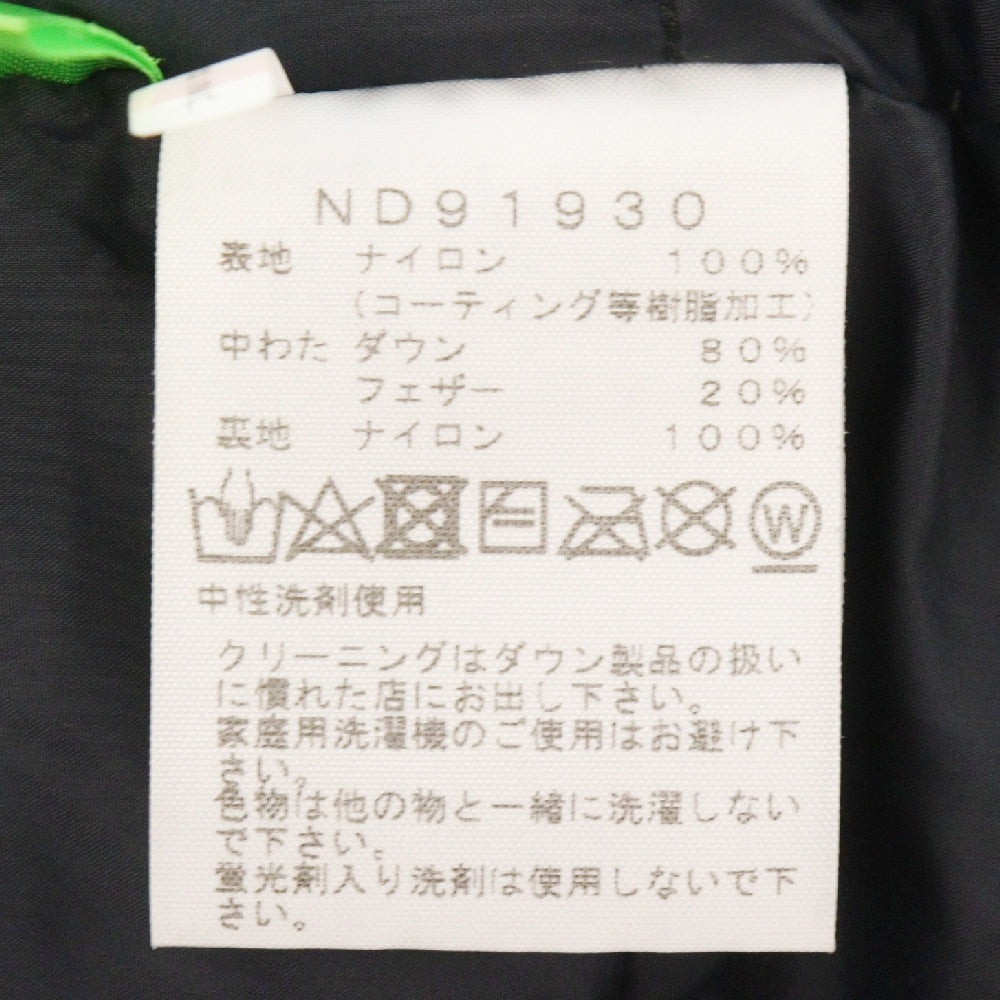 ND91930
表地 ナイロン 100%
(コーティング等樹脂加工)
中わた ダウン 80%
フェザー 20%
裏地 ナイロン 100%
W
中性洗剤使用
クリーニングはダウン製品の扱い
に慣れた店にお出し下さい。
家庭用洗濯機のご使用はお避け下
さい。
色物は他の物と一緒に洗濯しない
で下さい。
蛍光剤入り洗剤は使用しないで下
さい。